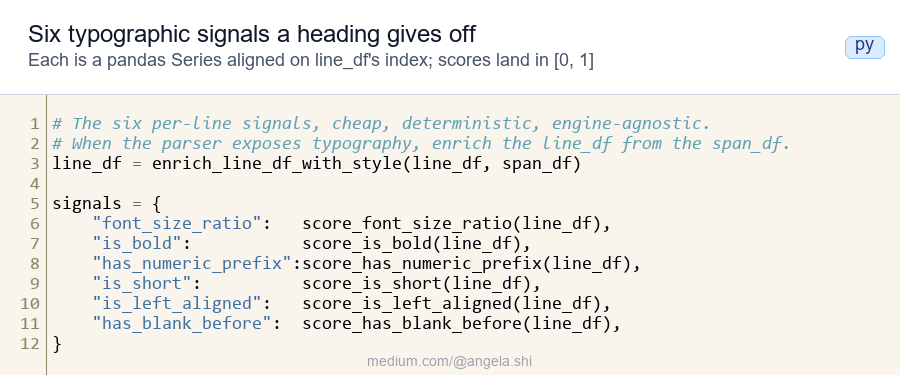 Six typographic signals a heading gives off
Each is a pandas Series aligned on line_df's index; scores land in [0, 1]
py
1 # The six per-line signals, cheap, deterministic, engine-agnostic.
2 # When the parser exposes typography, enrich the line_df from the span_df.
3 line_df = enrich_line_df_with_style(line_df, span_df)
4
5 signals = {
6     "font_size_ratio":   score_font_size_ratio(line_df),
7     "is_bold":           score_is_bold(line_df),
8     "has_numeric_prefix":score_has_numeric_prefix(line_df),
9     "is_short":          score_is_short(line_df),
10     "is_left_aligned":   score_is_left_aligned(line_df),
11     "has_blank_before":  score_has_blank_before(line_df),
12 }
medium.com/@angela.shi